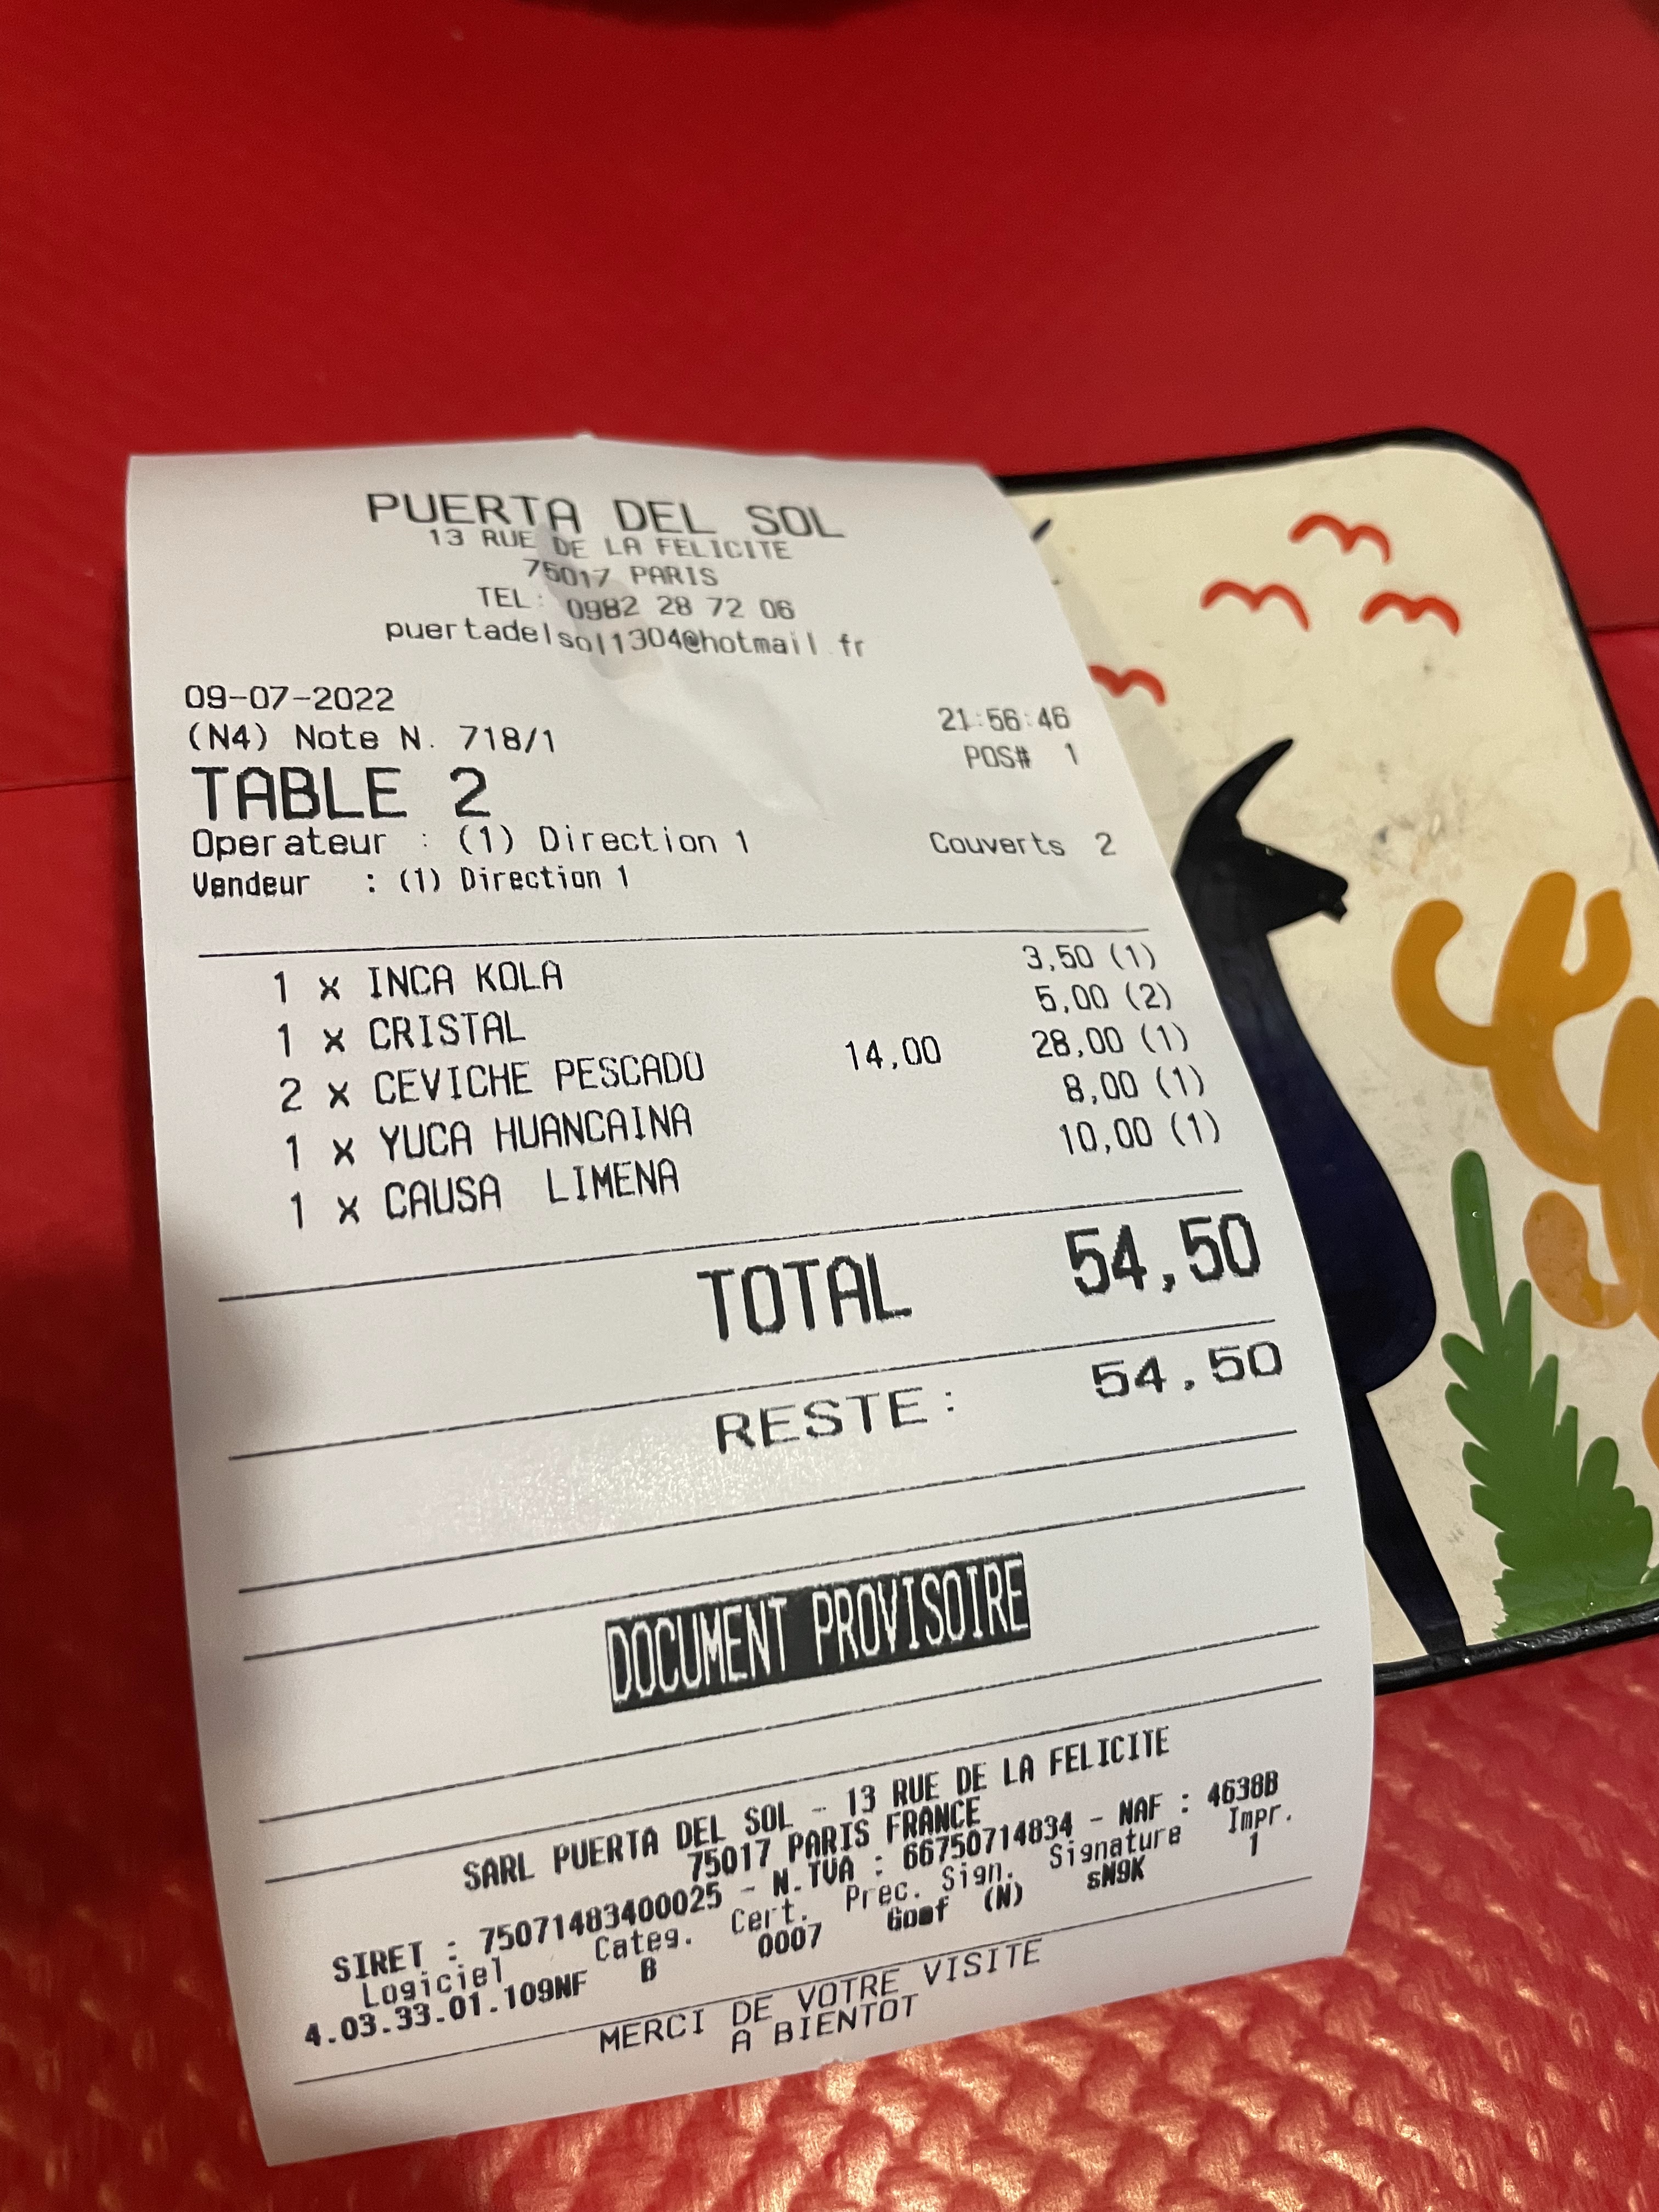 PUERTA DEL SOL
13 RUE DE LA FELICITE
75017 PARIS
TEL: 0982 28 72 06
puertadelsol1304@hotmail.fr
09-07-2022 21:56:46
(N4) Note N. 718/1 POS# 1
TABLE 2
Operateur : (1) Direction 1 Couverts 2
Vendeur : (1) Direction 1
1 x INCA KOLA 3,50 (1)
1 x CRISTAL 5,00 (2)
2 x CEVICHE PESCADO 14,00 28,00 (1)
1 x YUCA HUANCAINA 8,00 (1)
1 x CAUSA LIMENA 10,00 (1)
TOTAL 54,50
RESTE: 54,50
DOCUMENT PROVISOIRE
SARL PUERTA DEL SOL - 13 RUE DE LA FELICITE
75017 PARIS FRANCE
SIRET : 75071483400025 - N.TVA : 66750714834 - NAF : 4638B
Logiciel Categ. Cert. Prec. Sign. Signature Impr.
4.03.33.01.109NF B 0007 (N) sN9K 1
MERCI DE VOTRE VISITE
A BIENTOT